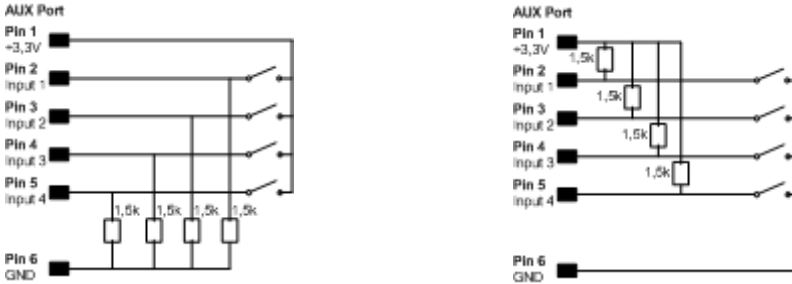 AUX Port
Pin 1
+3,3V
Pin 2
Input 1
Pin 3
Input 2
Pin 4
Input 3
Pin 5
Input 4
1,5k 1,5k 1,5k 1,5k
Pin 6
GND
AUX Port
Pin 1
+3,3V
1,5k
Pin 2
Input 1
1,5k
Pin 3
Input 2
1,5k
Pin 4
Input 3
1,5k
Pin 5
Input 4
Pin 6
GND